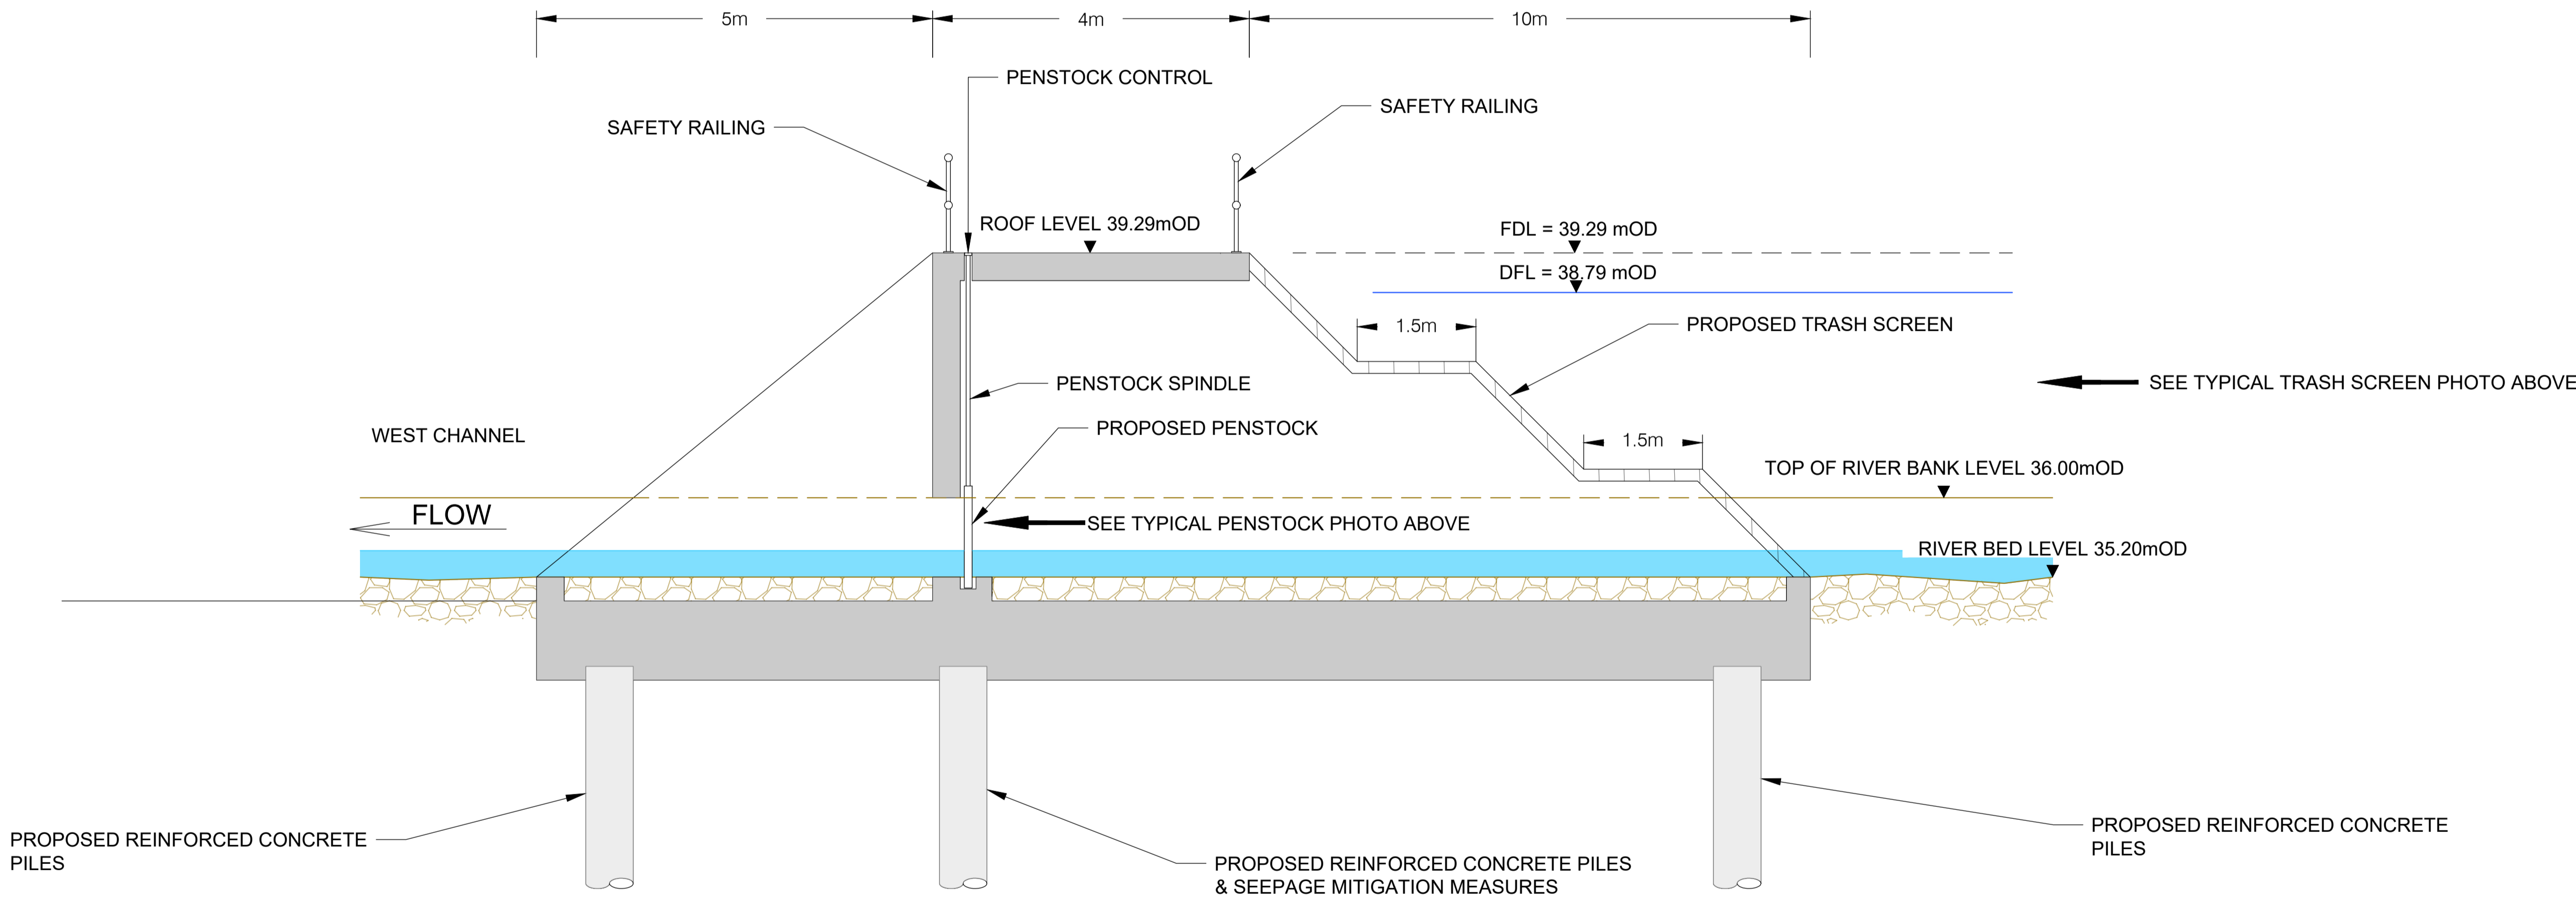 5m
4m
10m
PENSTOCK CONTROL
SAFETY RAILING
SAFETY RAILING
ROOF LEVEL 39.29mOD
FDL = 39.29 mOD
DFL = 38.79 mOD
1.5m
PROPOSED TRASH SCREEN
PENSTOCK SPINDLE
SEE TYPICAL TRASH SCREEN PHOTO ABOVE
WEST CHANNEL
PROPOSED PENSTOCK
1.5m
TOP OF RIVER BANK LEVEL 36.00mOD
FLOW
SEE TYPICAL PENSTOCK PHOTO ABOVE
RIVER BED LEVEL 35.20mOD
PROPOSED REINFORCED CONCRETE
PILES
PROPOSED REINFORCED CONCRETE PILES
& SEEPAGE MITIGATION MEASURES
PROPOSED REINFORCED CONCRETE
PILES